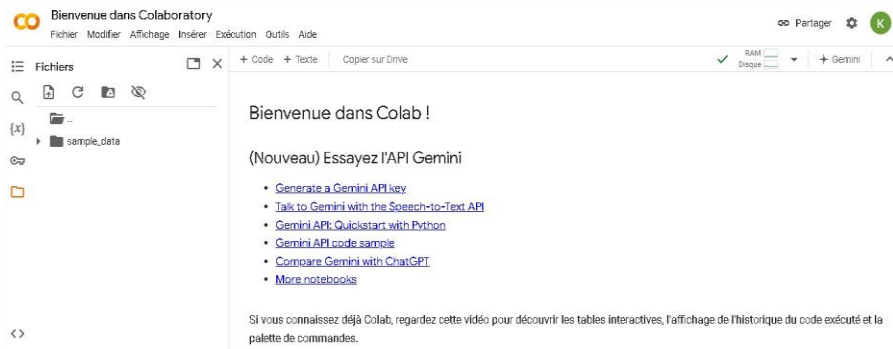 Bienvenue dans Colaboratory
Fichier Modifier Affichage Insérer Exécution Outils Aide
Partager
K
Fichiers
+ Code + Texte Copier sur Drive
RAM
Disque
Gemini
..
{x}
sample_data
Bienvenue dans Colab !
(Nouveau) Essayez l'API Gemini
• Generate a Gemini API key
• Talk to Gemini with the Speech-to-Text API
• Gemini API: Quickstart with Python
• Gemini API code sample
• Compare Gemini with ChatGPT
• More notebooks
Si vous connaissez déjà Colab, regardez cette vidéo pour découvrir les tables interactives, l'affichage de l'historique du code exécuté et la
palette de commandes.